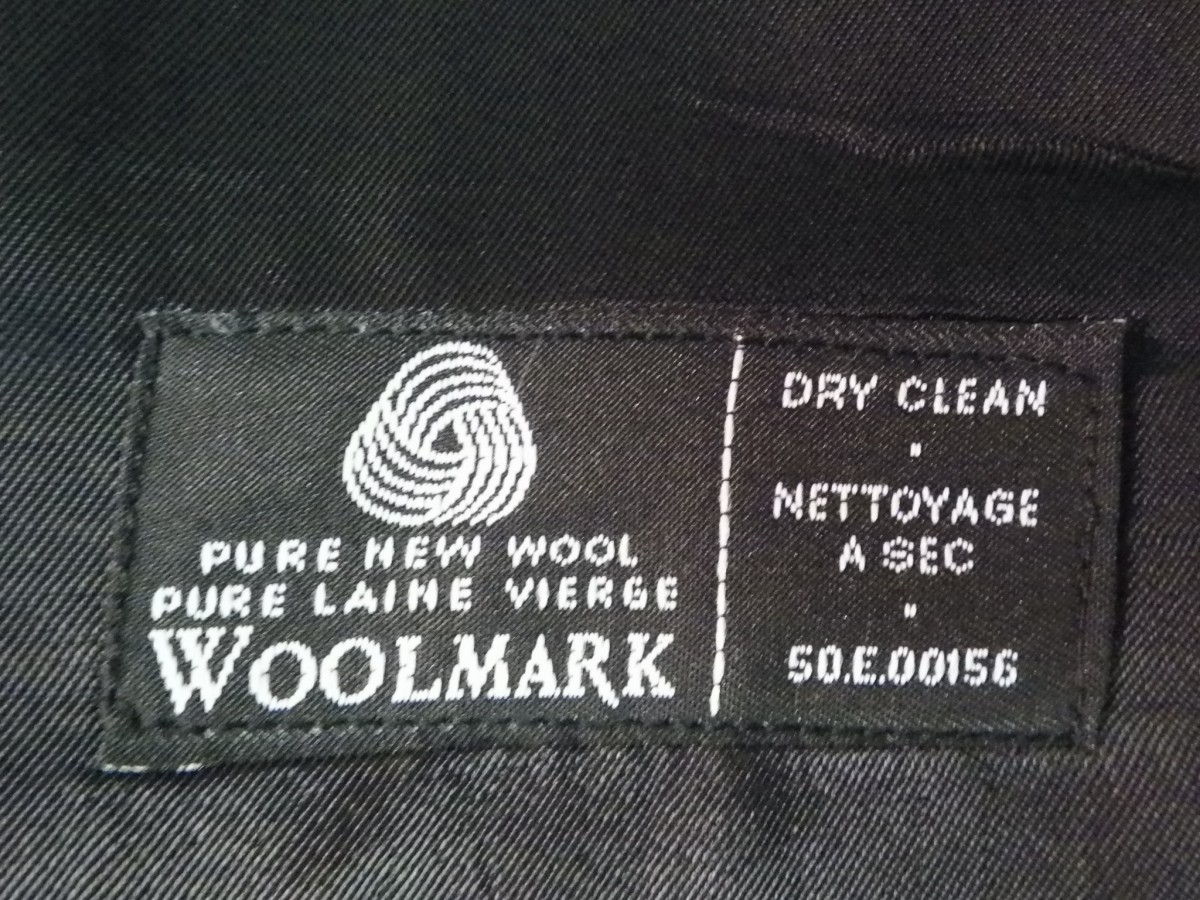 PURE NEW WOOL
PURE LAINE VIERGE
WOOLMARK
DRY CLEAN
NETTOYAGE
A SEC
50.E.00156